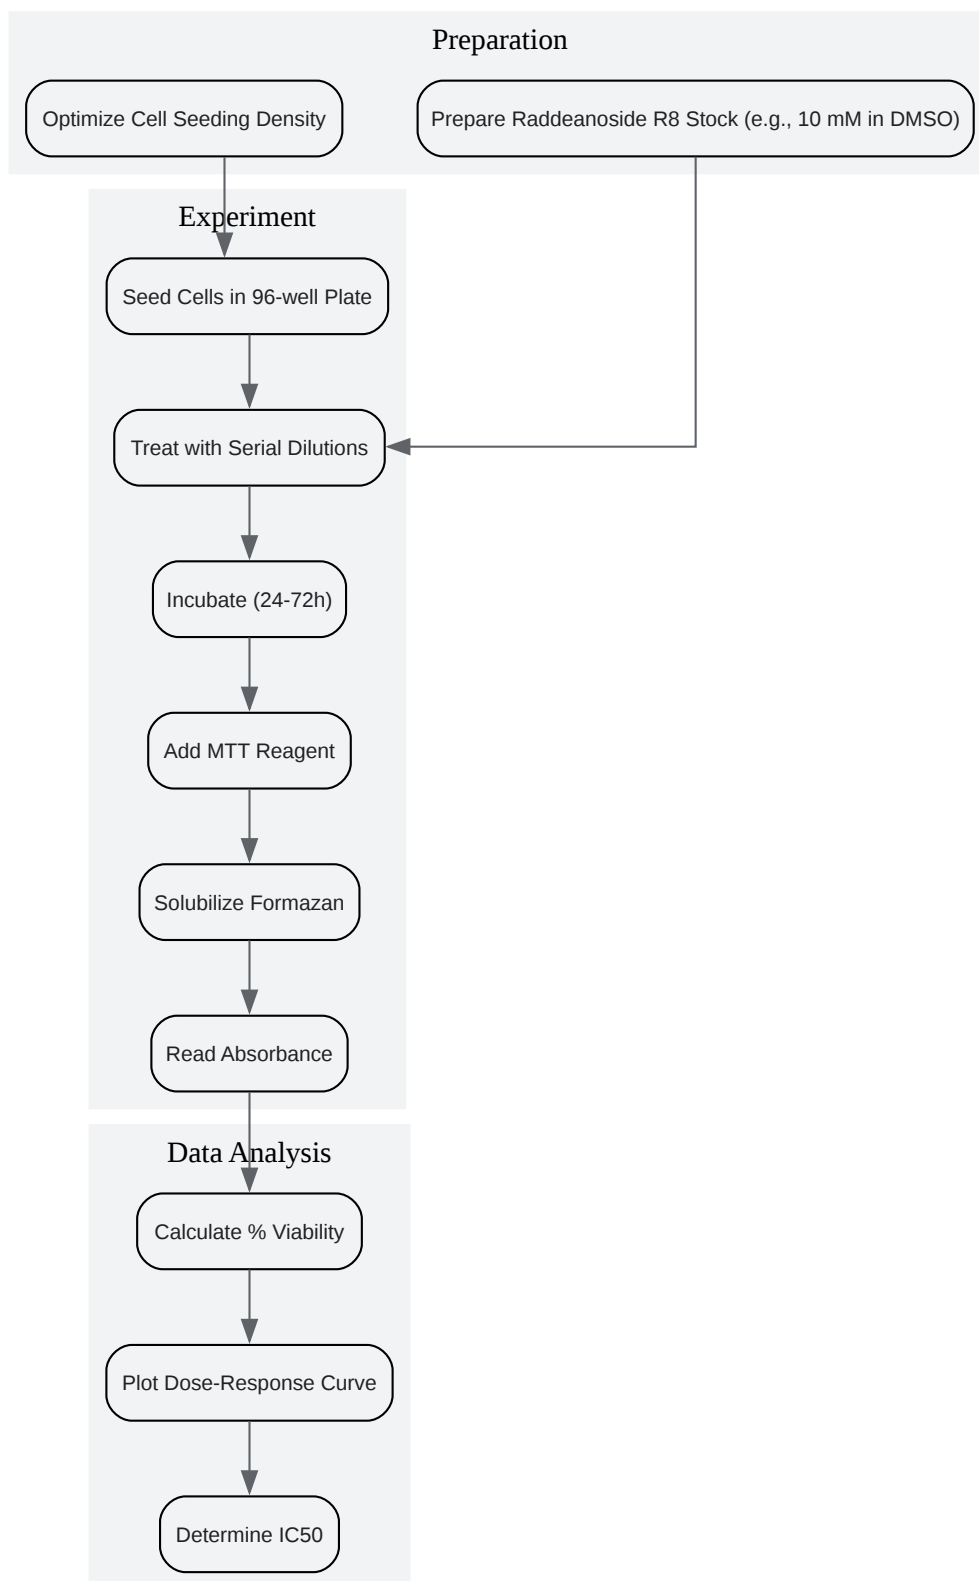 Preparation
Optimize Cell Seeding Density
Prepare Raddeanoside R8 Stock (e.g., 10 mM in DMSO)
Experiment
Seed Cells in 96-well Plate
Treat with Serial Dilutions
Incubate (24-72h)
Add MTT Reagent
Solubilize Formazan
Read Absorbance
Data Analysis
Calculate % Viability
Plot Dose-Response Curve
Determine IC50